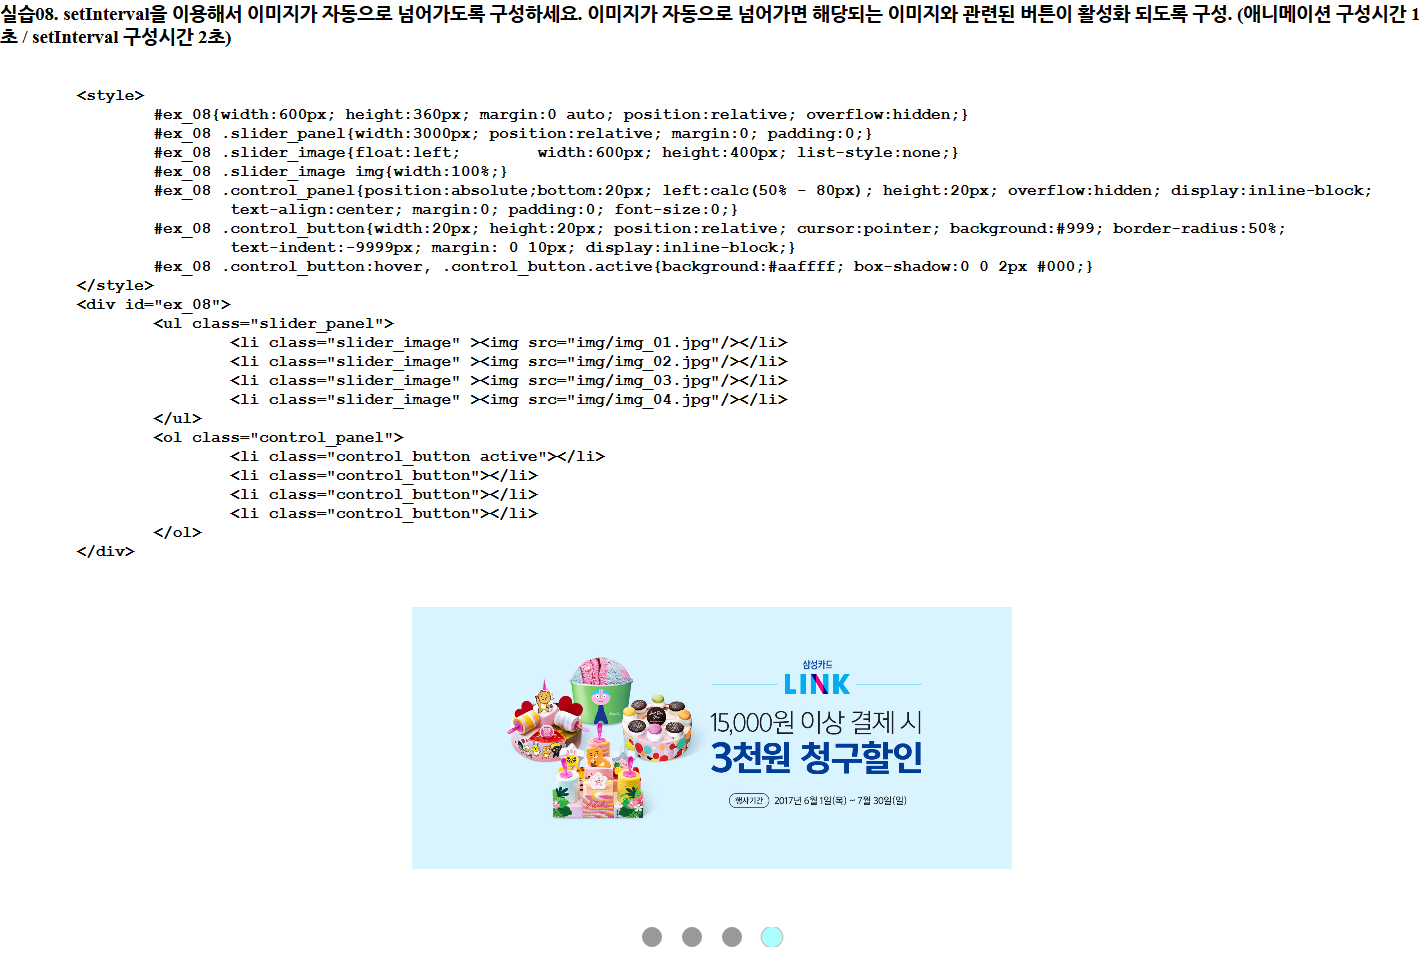 실습08. setInterval을 이용해서 이미지가 자동으로 넘어가도록 구성하세요. 이미지가 자동으로 넘어가면 해당되는 이미지와 관련된 버튼이 활성화 되도록 구성. (애니메이션 구성시간 1
초 / setInterval 구성시간 2초)
<style>
#ex_08{width:600px; height:360px; margin:0 auto; position:relative; overflow:hidden;}
#ex_08 .slider_panel{width:3000px; position:relative; margin:0; padding:0;}
#ex_08 .slider_image{float:left; width:600px; height:400px; list-style:none;}
#ex_08 .slider_image img{width:100%;}
#ex_08 .control_panel{position:absolute;bottom:20px; left:calc(50% - 80px); height:20px; overflow:hidden; display:inline-block;
text-align:center; margin:0; padding:0; font-size:0;}
#ex_08 .control_button{width:20px; height:20px; position:relative; cursor:pointer; background:#999; border-radius:50%;
text-indent:-9999px; margin: 0 10px; display:inline-block;}
#ex_08 .control_button:hover, .control_button.active{background:#aaffff; box-shadow:0 0 2px #000;}
</style>
<div id="ex_08">
<ul class="slider_panel">
<li class="slider_image" ><img src="img/img_01.jpg"/></li>
<li class="slider_image" ><img src="img/img_02.jpg"/></li>
<li class="slider_image" ><img src="img/img_03.jpg"/></li>
<li class="slider_image" ><img src="img/img_04.jpg"/></li>
</ul>
<ol class="control_panel">
<li class="control_button active"></li>
<li class="control_button"></li>
<li class="control_button"></li>
<li class="control_button"></li>
</ol>
</div>
삼성카드
LINK
15,000원 이상 결제 시
3천원 청구할인
행사기간 2017년 6월 1일(목) ~ 7월 30일(일)